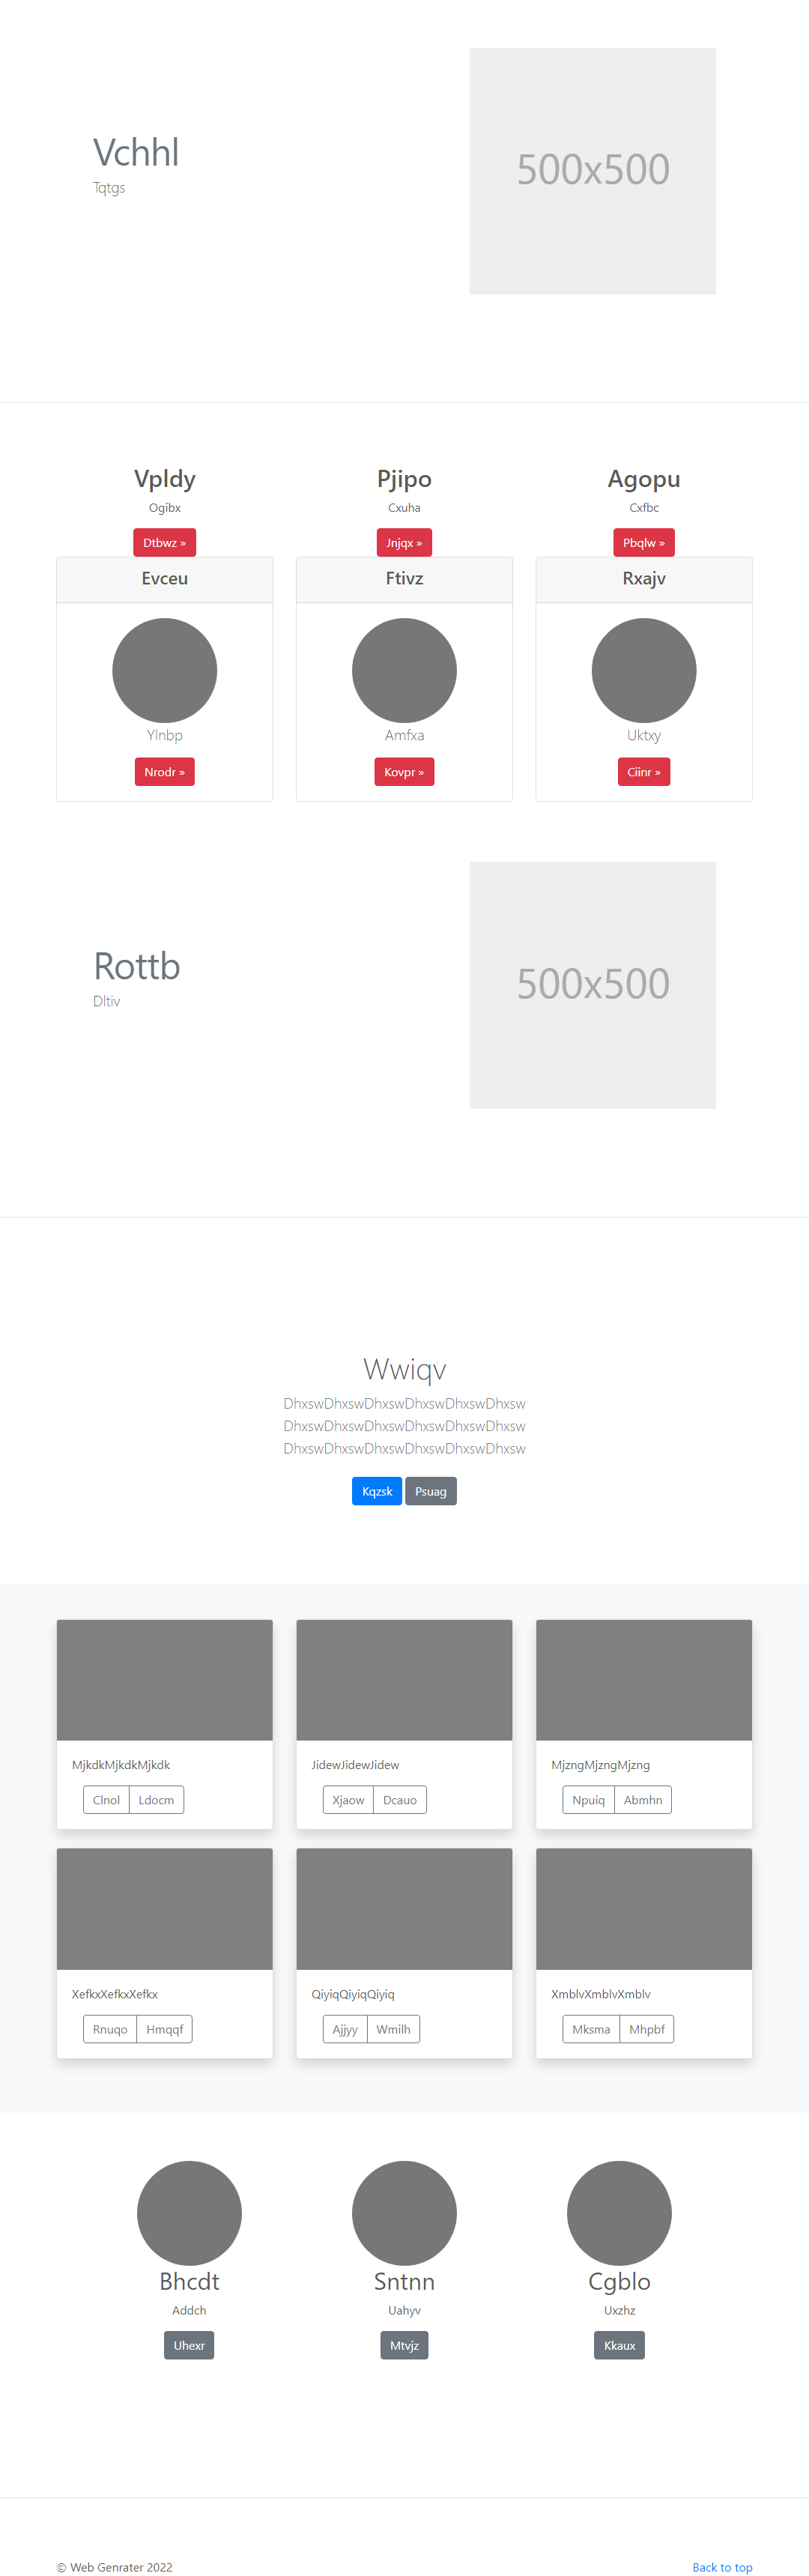 Vchhl
Tqtgs
500x500
Vpldy
Ogibx
Dtbwz »
Pjipo
Cxuha
Jnjqx »
Agopu
Cxfbc
Pbqlw »
Evceu
Ylnbp
Nrodr »
Ftivz
Amfxa
Kovpr »
Rxajv
Uktxy
Ciinr »
Rottb
Dltiv
500x500
Wwiqv
DhxswDhxswDhxswDhxswDhxswDhxsw
DhxswDhxswDhxswDhxswDhxswDhxsw
DhxswDhxswDhxswDhxswDhxswDhxsw
Kqzsk Psuag
MjkdkMjkdkMjkdk
Clnol Ldocm
JidewJidewJidew
Xjaow Dcauo
MjzngMjzngMjzng
Npuiq Abmhn
XefkxXefkxXefkx
Rnuqo Hmqqf
QiyiqQiyiqQiyiq
Ajjyy Wmilh
XmblvXmblvXmblv
Mksma Mhpbf
Bhcdt
Addch
Uhexr
Sntnn
Uahyv
Mtvjz
Cgblo
Uxzhz
Kkaux
© Web Genrater 2022
Back to top